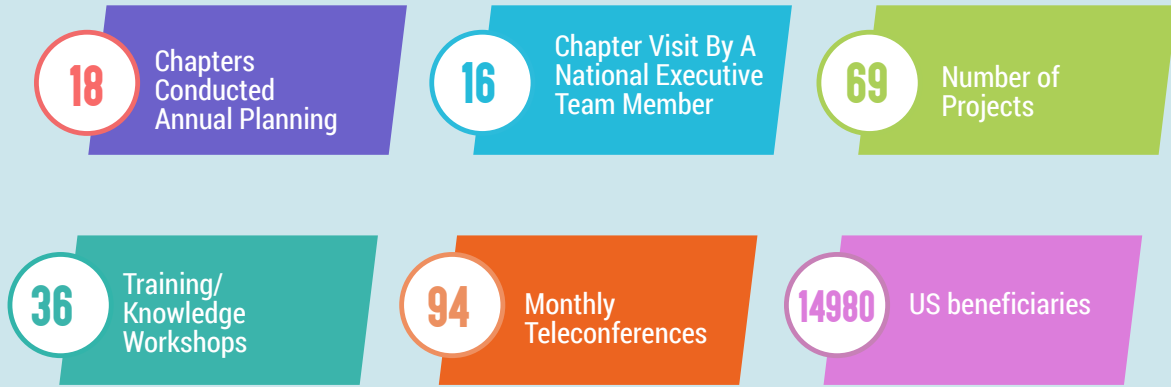 18
Chapters
Conducted
Annual Planning
16
Chapter Visit By A
National Executive
Team Member
69
Number of
Projects
36
Training/
Knowledge
Workshops
94
Monthly
Teleconferences
14980
US beneficiaries